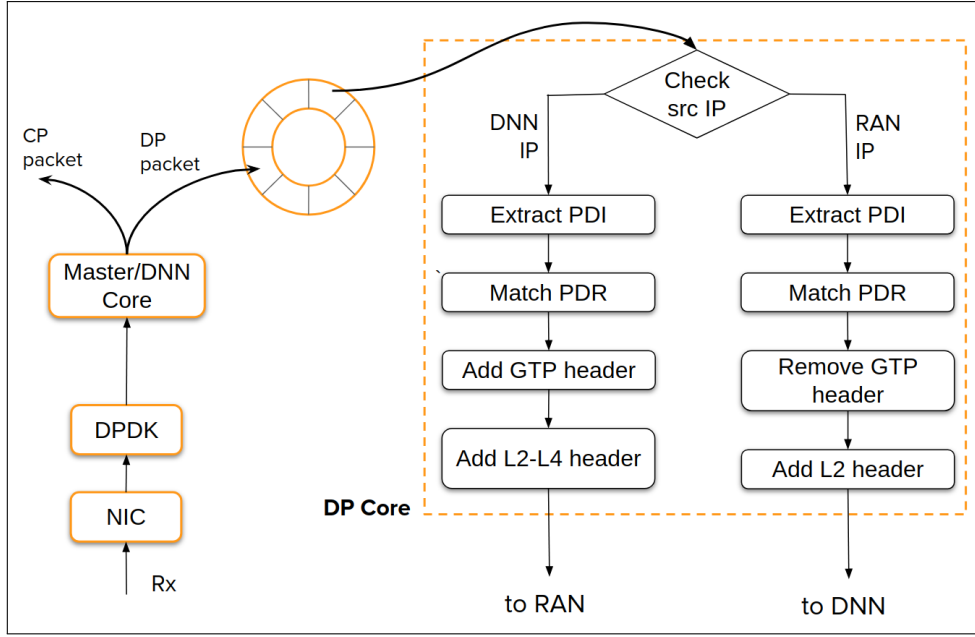 CP
packet
DP
packet
Master/DNN
Core
DPDK
NIC
Rx
Check
src IP
DNN
IP
RAN
IP
Extract PDI
Match PDR
Add GTP header
Add L2-L4 header
Extract PDI
Match PDR
Remove GTP
header
Add L2 header
DP Core
to RAN
to DNN
`